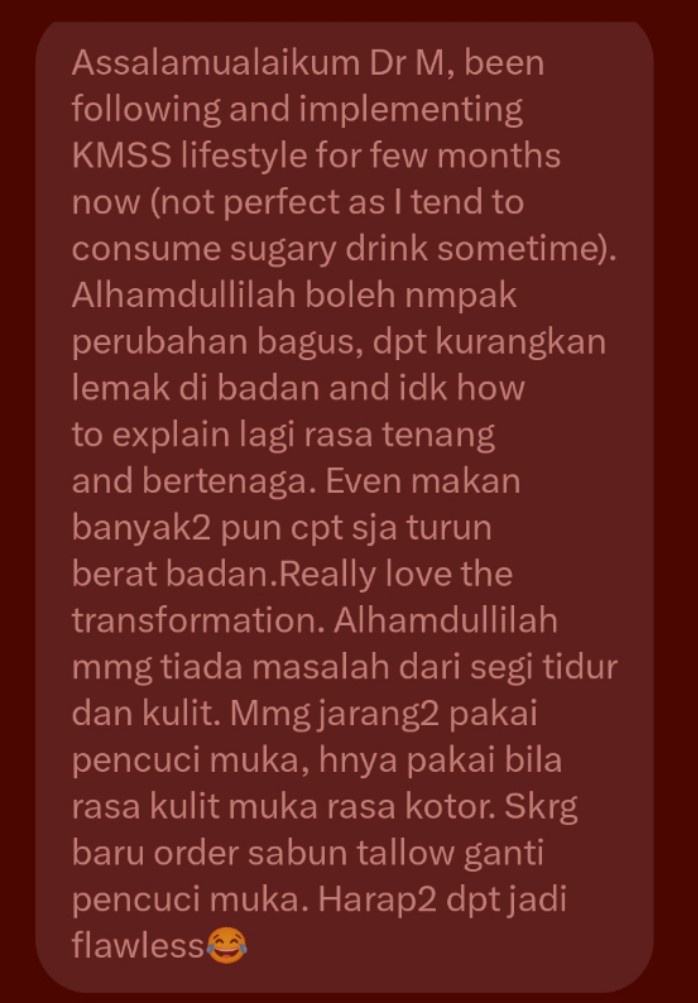 Assalamualaikum Dr M, been
following and implementing
KMSS lifestyle for few months
now (not perfect as I tend to
consume sugary drink sometime).
Alhamdullilah boleh nmpak
perubahan bagus, dpt kurangkan
lemak di badan and idk how
to explain lagi rasa tenang
and bertenaga. Even makan
banyak2 pun cpt sja turun
berat badan.Really love the
transformation. Alhamdullilah
mmg tiada masalah dari segi tidur
dan kulit. Mmg jarang2 pakai
pencuci muka, hnya pakai bila
rasa kulit muka rasa kotor. Skrg
baru order sabun tallow ganti
pencuci muka. Harap2 dpt jadi
flawless😂